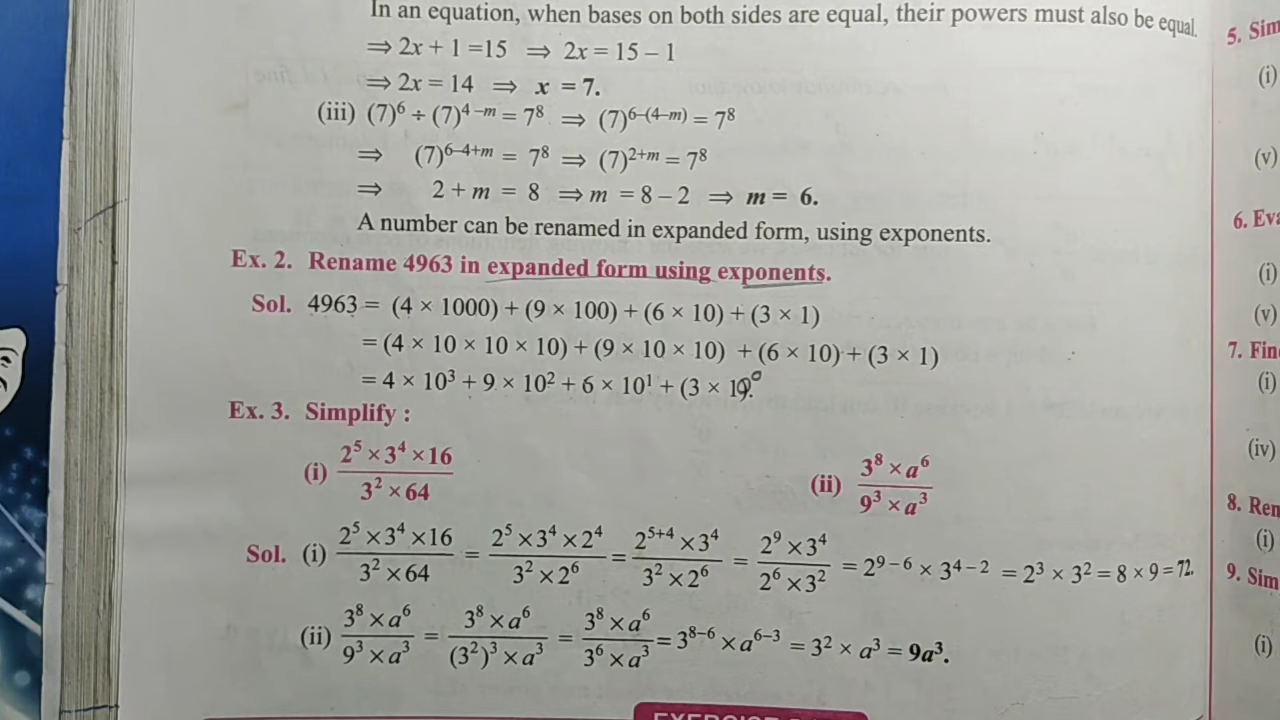 In an equation, when bases on both sides are equal, their powers must also be equal.
⇒ 2x + 1 =15 ⇒ 2x = 15 – 1
⇒ 2x = 14 ⇒ x = 7.
(iii) (7)⁶ ÷ (7)⁴⁻ᵐ = 7⁸ ⇒ (7)⁶⁻⁽⁴⁻ᵐ⁾ = 7⁸
⇒ (7)⁶⁻⁴⁺ᵐ = 7⁸ ⇒ (7)²⁺ᵐ = 7⁸
⇒ 2 + m = 8 ⇒ m = 8 – 2 ⇒ m = 6.
A number can be renamed in expanded form, using exponents.
Ex. 2. Rename 4963 in expanded form using exponents.
Sol. 4963 = (4 × 1000) + (9 × 100) + (6 × 10) + (3 × 1)
= (4 × 10 × 10 × 10) + (9 × 10 × 10) + (6 × 10) + (3 × 1)
= 4 × 10³ + 9 × 10² + 6 × 10¹ + (3 × 10⁰
Ex. 3. Simplify :
(i) 2⁵ × 3⁴ × 16 / 3² × 64 (ii) 3⁸ × a⁶ / 9³ × a³
Sol. (i) 2⁵ × 3⁴ × 16 / 3² × 64 = 2⁵ × 3⁴ × 2⁴ / 3² × 2⁶ = 2⁵⁺⁴ × 3⁴ / 3² × 2⁶ = 2⁹ × 3⁴ / 2⁶ × 3² = 2⁹⁻⁶ × 3⁴⁻² = 2³ × 3² = 8 × 9 = 72.
(ii) 3⁸ × a⁶ / 9³ × a³ = 3⁸ × a⁶ / (3²)³ × a³ = 3⁸ × a⁶ / 3⁶ × a³ = 3⁸⁻⁶ × a⁶⁻³ = 3² × a³ = 9a³.
5. Sim
(i)
(v)
6. Eva
(i)
(v)
7. Fin
(i)
(iv)
8. Ren
(i)
9. Sim
(i)